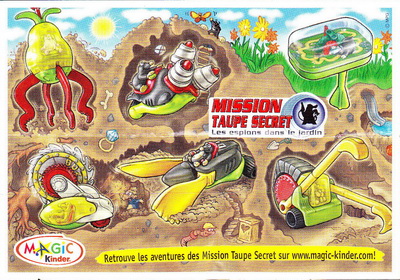 MISSION
TAUPE SECRET
Les espions dans le jardin
MAGIC
Kinder
Retrouve les aventures des Mission Taupe Secret sur www.magic-kinder.com!